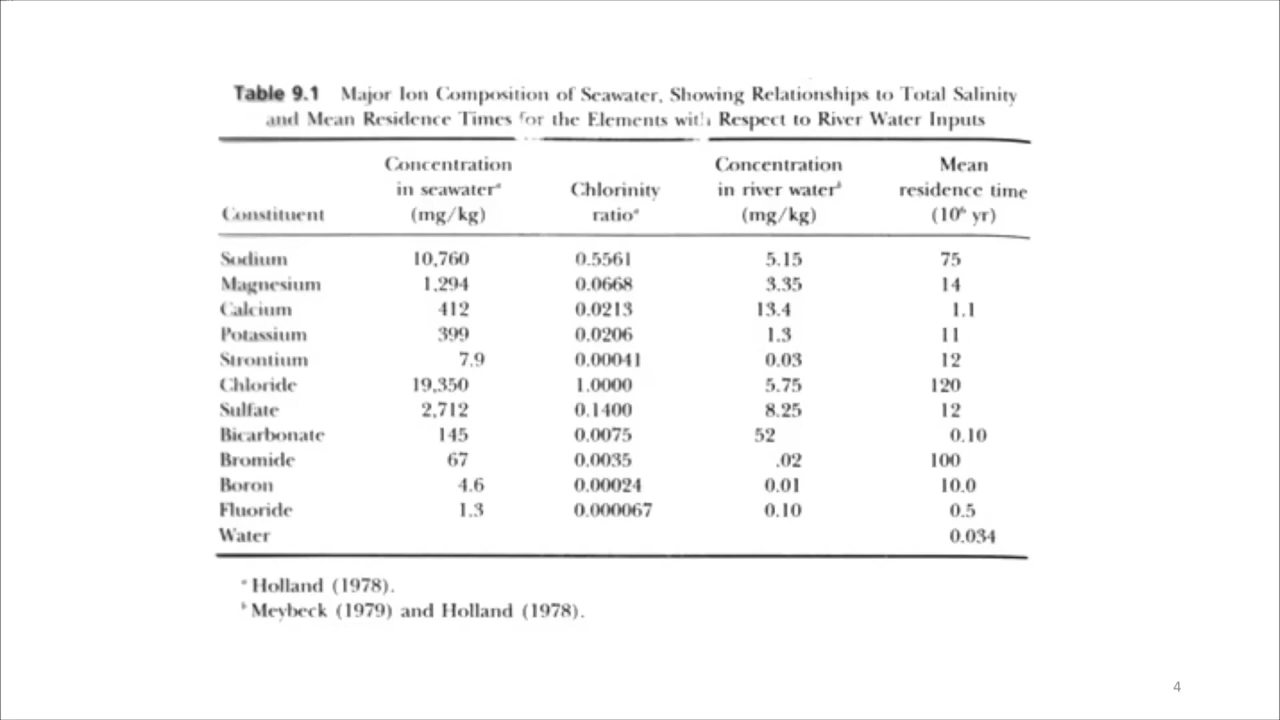 Table 9.1 Major Ion Composition of Seawater, Showing Relationships to Total Salinity
and Mean Residence Times for the Elements with Respect to River Water Inputs
Constituent Concentration in seawaterᵃ (mg/kg) Chlorinity ratioᵃ Concentration in river waterᵇ (mg/kg) Mean residence time (10⁶ yr)
Sodium 10,760 0.5561 5.15 75
Magnesium 1,294 0.0668 3.35 14
Calcium 412 0.0213 13.4 1.1
Potassium 399 0.0206 1.3 11
Strontium 7.9 0.00041 0.03 12
Chloride 19,350 1.0000 5.75 120
Sulfate 2,712 0.1400 8.25 12
Bicarbonate 145 0.0075 52 0.10
Bromide 67 0.0035 .02 100
Boron 4.6 0.00024 0.01 10.0
Fluoride 1.3 0.000067 0.10 0.5
Water 0.034
ᵃ Holland (1978).
ᵇ Meybeck (1979) and Holland (1978).
4